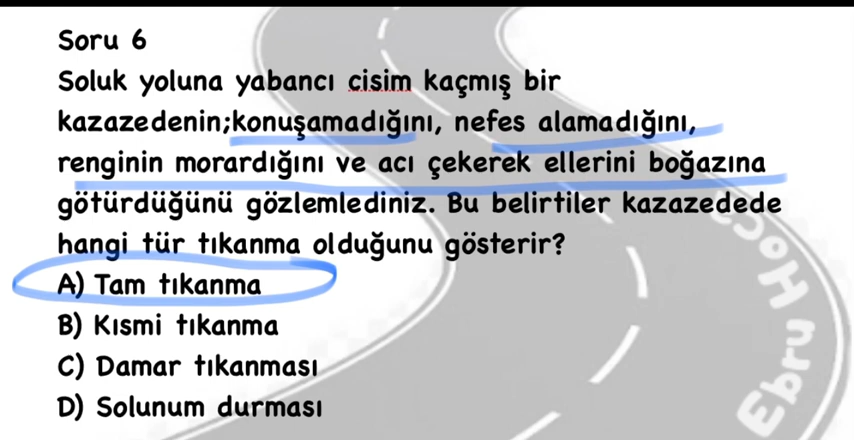 Soru 6
Soluk yoluna yabancı cisim kaçmış bir
kazazedenin;konuşamadığını, nefes alamadığını,
renginin morardığını ve acı çekerek ellerini boğazına
götürdüğünü gözlemlediniz. Bu belirtiler kazazedede
hangi tür tıkanma olduğunu gösterir?
A) Tam tıkanma
B) Kısmi tıkanma
C) Damar tıkanması
D) Solunum durması
Ebru Hoca